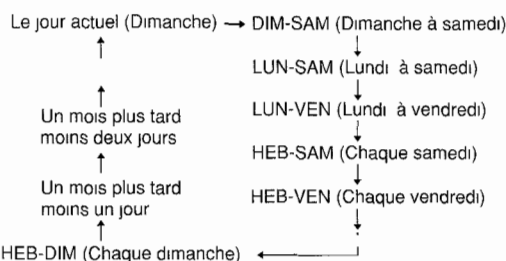 Le jour actuel (Dimanche) → DIM-SAM (Dimanche à samedi)
LUN-SAM (Lundi à samedi)
LUN-VEN (Lundi à vendredi)
HEB-SAM (Chaque samedi)
HEB-VEN (Chaque vendredi)
HEB-DIM (Chaque dimanche)
Un mois plus tard
moins un jour
Un mois plus tard
moins deux jours